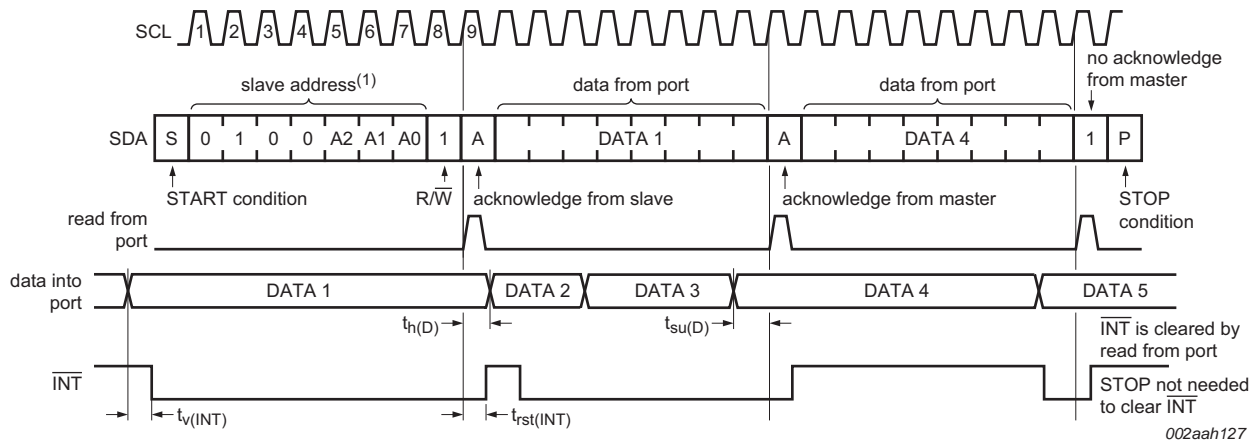 SCL 1 2 3 4 5 6 7 8 9
no acknowledge
from master
slave address(1) data from port data from port
SDA S 0 1 0 0 A2 A1 A0 1 A DATA 1 A DATA 4 1 P
START condition R/W̅ acknowledge from slave acknowledge from master STOP
condition
read from
port
data into
port
DATA 1 DATA 2 DATA 3 DATA 4 DATA 5
th(D) tsu(D)
I̅N̅T̅ is cleared by
read from port
I̅N̅T̅
STOP not needed
to clear I̅N̅T̅
tv(INT) trst(INT)
002aah127